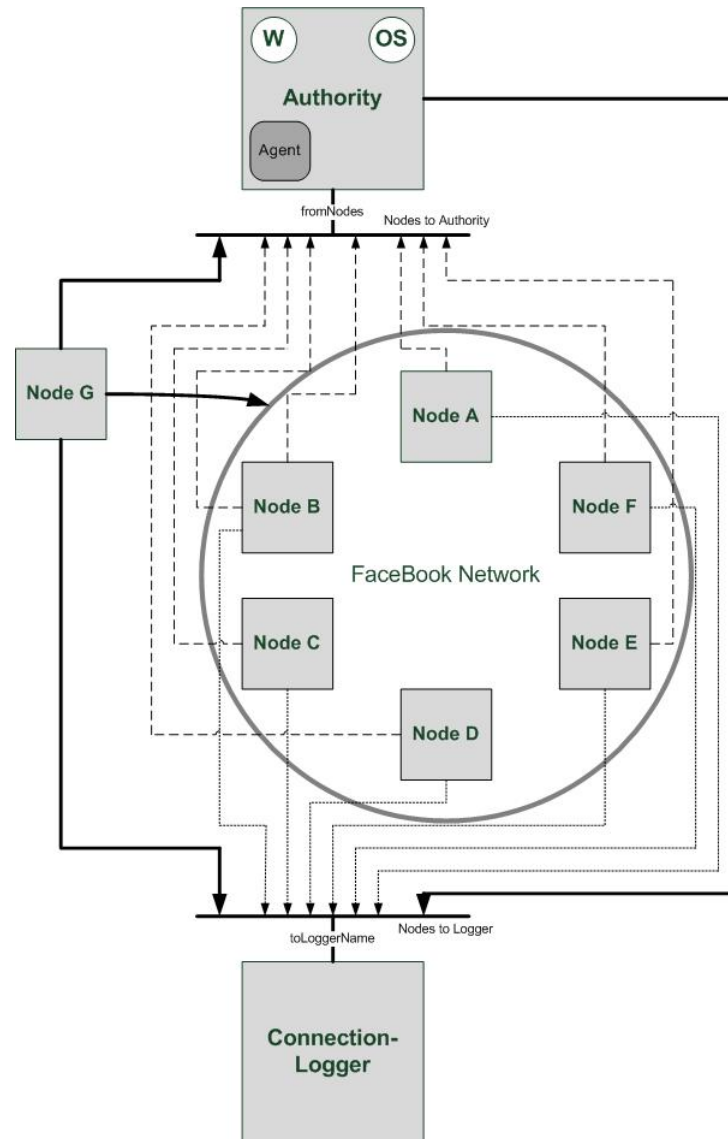 W
OS
Authority
Agent
fromNodes
Nodes to Authority
Node G
Node A
Node B
Node F
FaceBook Network
Node C
Node E
Node D
toLoggerName
Nodes to Logger
Connection-
Logger